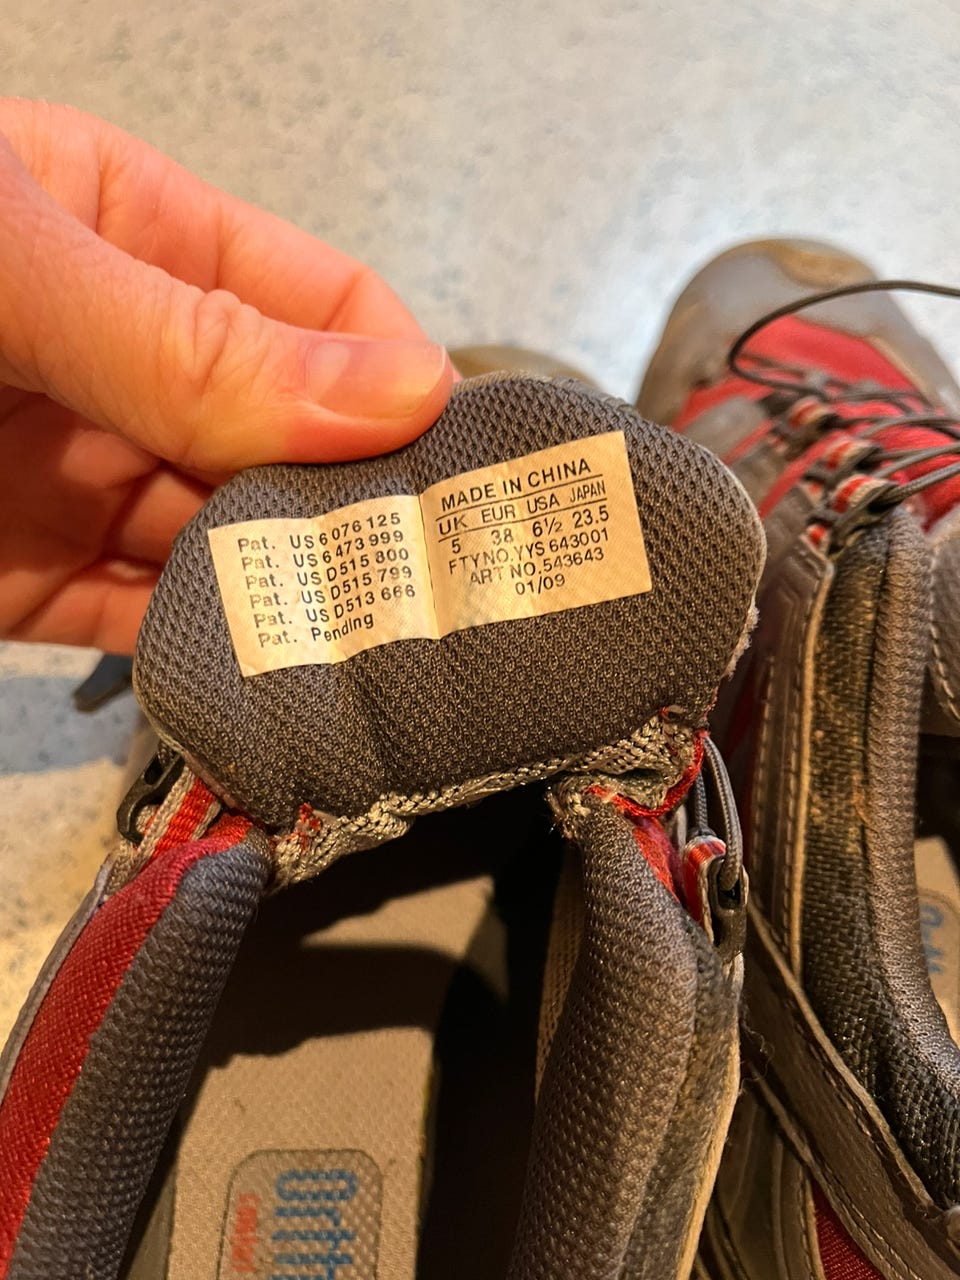 Pat. US 6 076 125
Pat. US 6 473 999
Pat. US D515 800
Pat. US D515 799
Pat. US D513 666
Pat. Pending
MADE IN CHINA
UK EUR USA JAPAN
5 38 6½ 23.5
FTYNO.YYS 643001
ART NO.543643
01/09